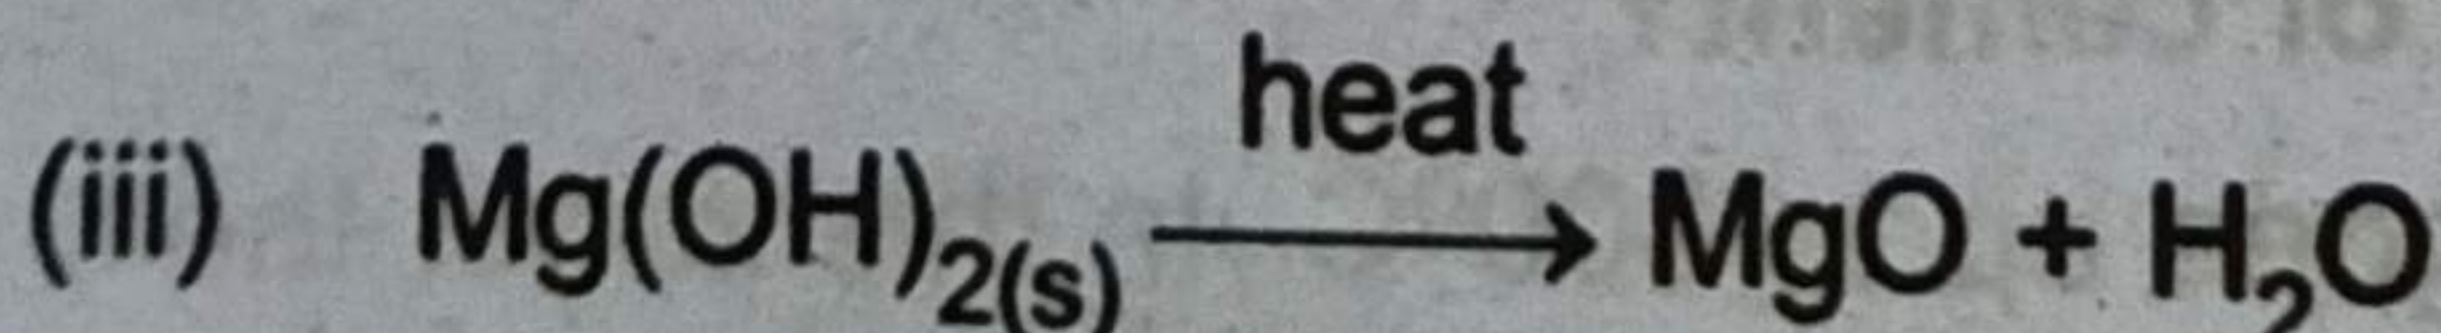 heat
(iii) Mg(OH)₂(s) ⟶ MgO + H₂O